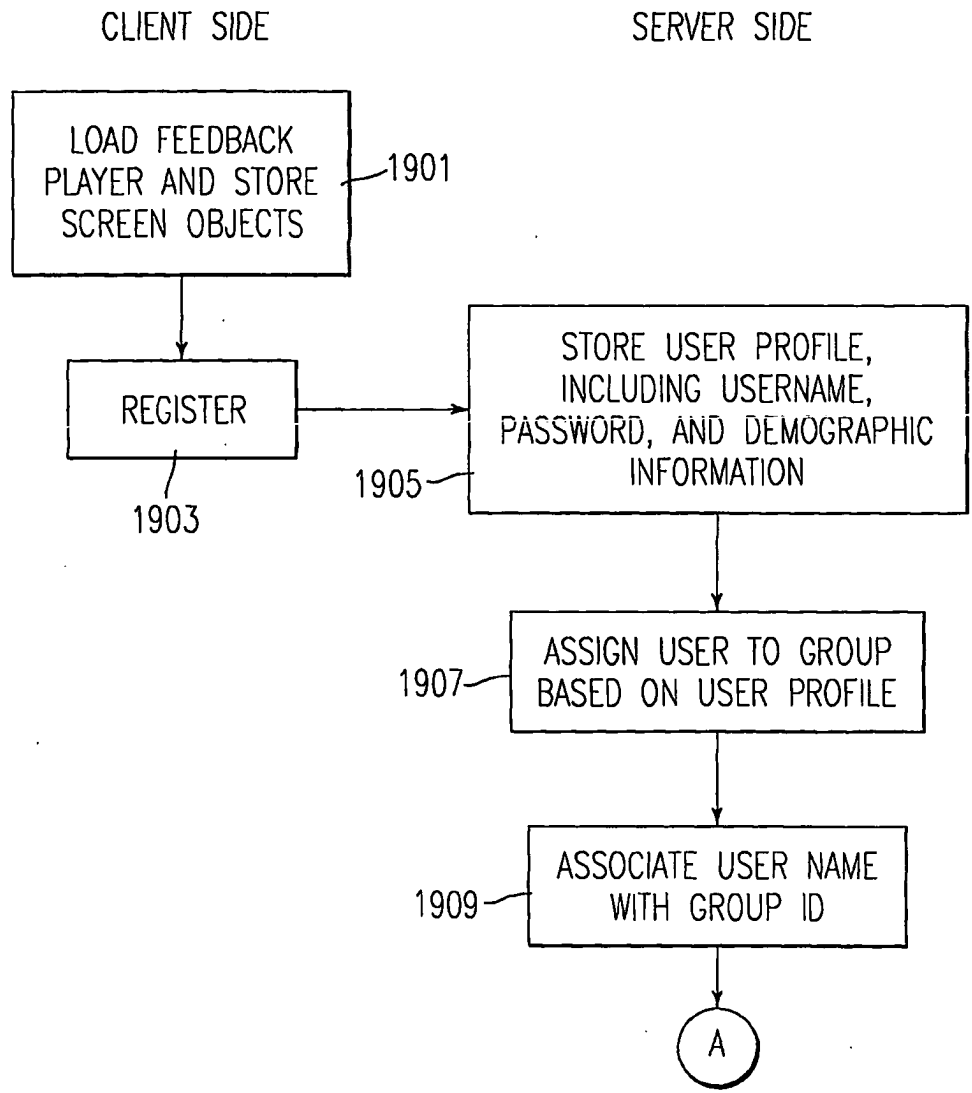 CLIENT SIDE
SERVER SIDE
LOAD FEEDBACK
PLAYER AND STORE
SCREEN OBJECTS
1901
REGISTER
1903
STORE USER PROFILE,
INCLUDING USERNAME,
PASSWORD, AND DEMOGRAPHIC
INFORMATION
1905
ASSIGN USER TO GROUP
BASED ON USER PROFILE
1907
ASSOCIATE USER NAME
WITH GROUP ID
1909
A